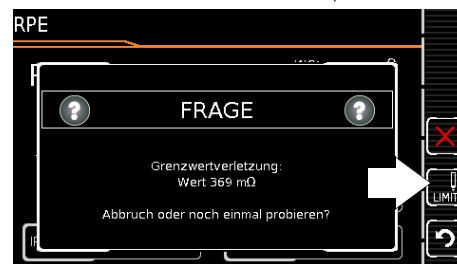 RPE
FRAGE
Grenzwertverletzung:
Wert 369 mΩ
Abbruch oder noch einmal probieren?
LIMIT